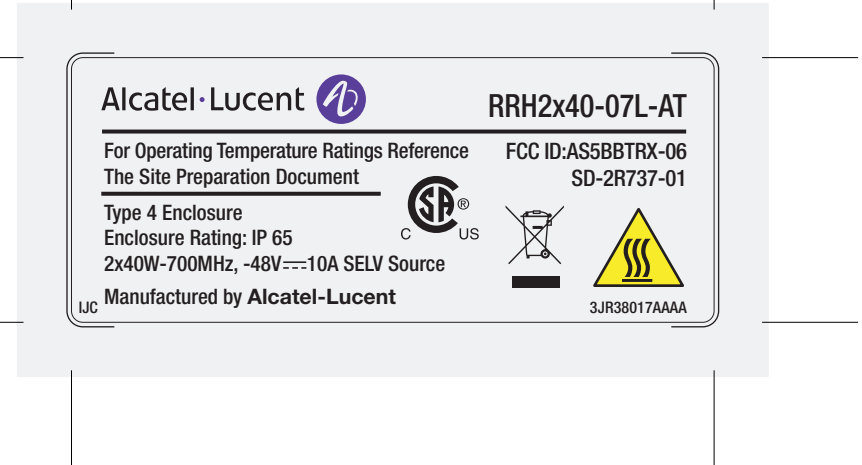 Alcatel·Lucent
RRH2x40-07L-AT
For Operating Temperature Ratings Reference
The Site Preparation Document
FCC ID:AS5BBTRX-06
SD-2R737-01
Type 4 Enclosure
Enclosure Rating: IP 65
2x40W-700MHz, -48V⎓10A SELV Source
Manufactured by Alcatel-Lucent
SA ®
C US
IJC
3JR38017AAAA